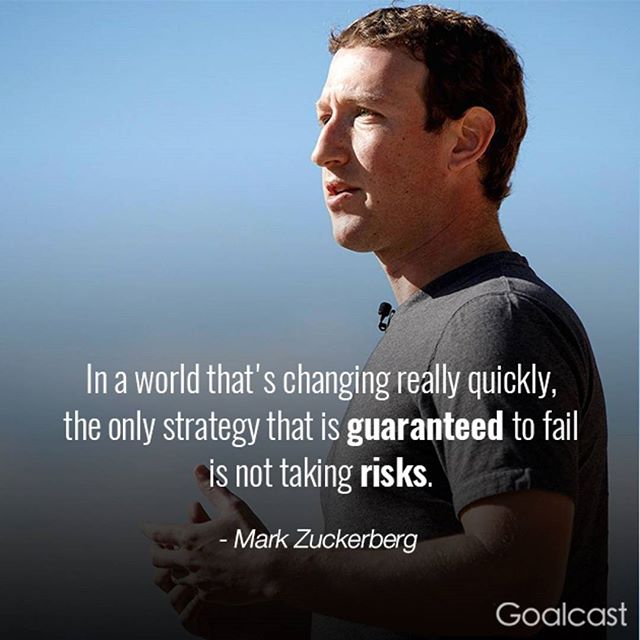 In a world that's changing really quickly,
the only strategy that is guaranteed to fail
is not taking risks.
- Mark Zuckerberg
Goalcast